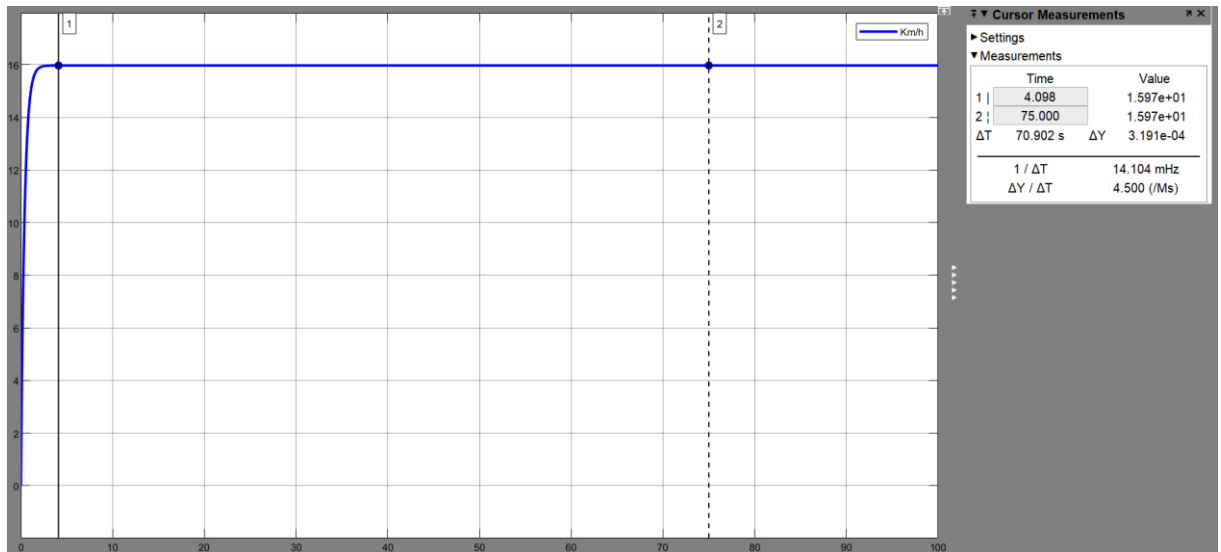 1
2
Km/h
16
14
12
10
8
6
4
2
0
0 10 20 30 40 50 60 70 80 90 100
Cursor Measurements
Settings
Measurements
Time Value
1 | 4.098 1.597e+01
2 ¦ 75.000 1.597e+01
ΔT 70.902 s ΔY 3.191e-04
1 / ΔT 14.104 mHz
ΔY / ΔT 4.500 (/Ms)